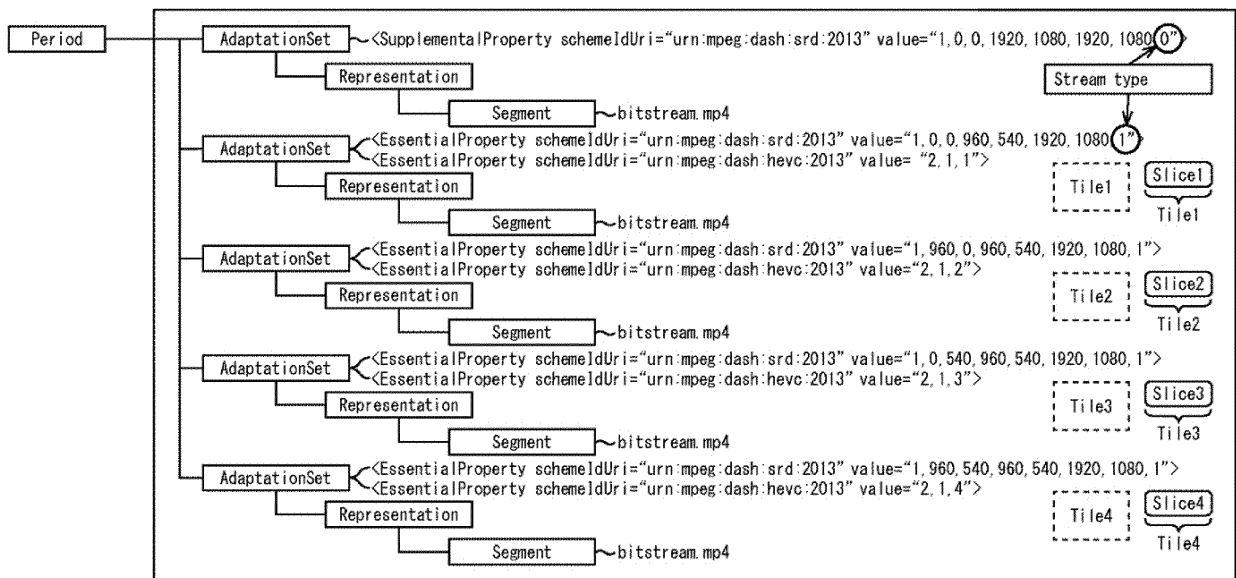 Period
AdaptationSet <SupplementalProperty schemeIdUri=“urn:mpeg:dash:srd:2013” value=“1,0,0,1920,1080,1920,1080,0”>
Representation
Stream type
Segment bitstream.mp4
AdaptationSet <EssentialProperty schemeIdUri=“urn:mpeg:dash:srd:2013” value=“1,0,0,960,540,1920,1080,1”>
<EssentialProperty schemeIdUri=“urn:mpeg:dash:hevc:2013” value= “2,1,1”>
Representation
Tile1 Slice1
Segment bitstream.mp4
Tile1
AdaptationSet <EssentialProperty schemeIdUri=“urn:mpeg:dash:srd:2013” value=“1,960,0,960,540,1920,1080,1”>
<EssentialProperty schemeIdUri=“urn:mpeg:dash:hevc:2013” value=“2,1,2”>
Representation
Tile2 Slice2
Segment bitstream.mp4
Tile2
AdaptationSet <EssentialProperty schemeIdUri=“urn:mpeg:dash:srd:2013” value=“1,0,540,960,540,1920,1080,1”>
<EssentialProperty schemeIdUri=“urn:mpeg:dash:hevc:2013” value=“2,1,3”>
Representation
Tile3 Slice3
Segment bitstream.mp4
Tile3
AdaptationSet <EssentialProperty schemeIdUri=“urn:mpeg:dash:srd:2013” value=“1,960,540,960,540,1920,1080,1”>
<EssentialProperty schemeIdUri=“urn:mpeg:dash:hevc:2013” value=“2,1,4”>
Representation
Tile4 Slice4
Segment bitstream.mp4
Tile4